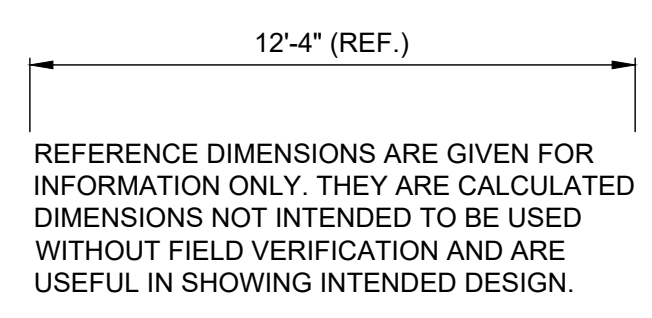 12'-4" (REF.)
REFERENCE DIMENSIONS ARE GIVEN FOR
INFORMATION ONLY. THEY ARE CALCULATED
DIMENSIONS NOT INTENDED TO BE USED
WITHOUT FIELD VERIFICATION AND ARE
USEFUL IN SHOWING INTENDED DESIGN.